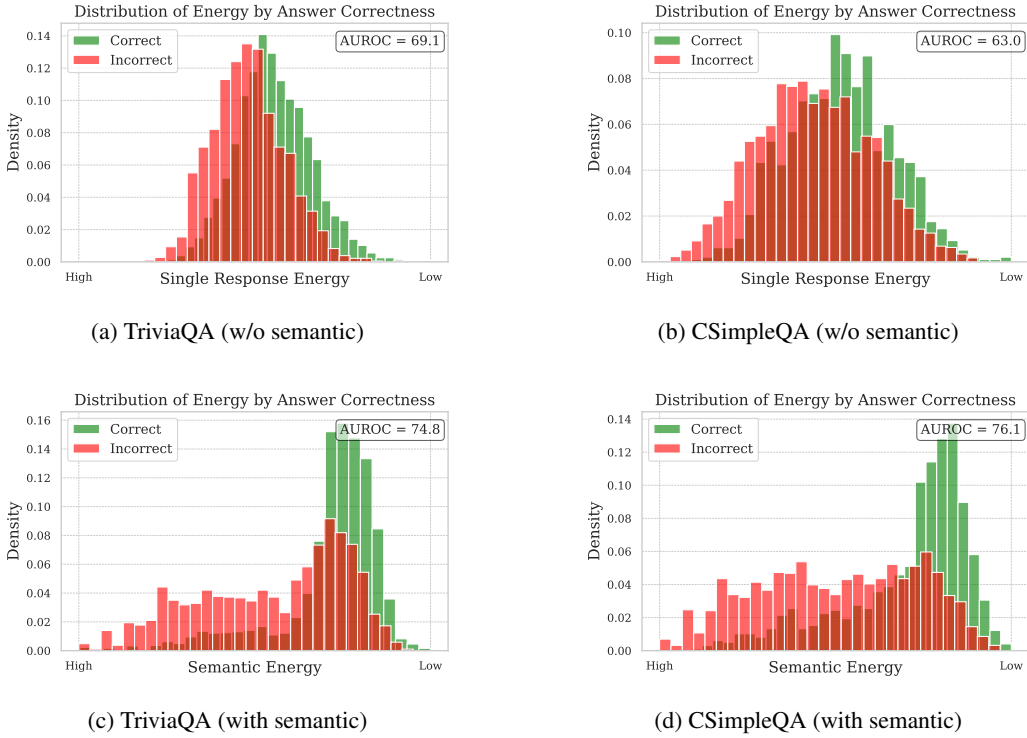 Distribution of Energy by Answer Correctness
Correct
Incorrect
AUROC = 69.1
0.14
0.12
0.10
0.08
0.06
0.04
0.02
0.00
Density
High
Single Response Energy
Low
(a) TriviaQA (w/o semantic)
Distribution of Energy by Answer Correctness
Correct
Incorrect
AUROC = 63.0
0.10
0.08
0.06
0.04
0.02
0.00
Density
High
Single Response Energy
Low
(b) CSimpleQA (w/o semantic)
Distribution of Energy by Answer Correctness
Correct
Incorrect
AUROC = 74.8
0.16
0.14
0.12
0.10
0.08
0.06
0.04
0.02
0.00
Density
High
Semantic Energy
Low
(c) TriviaQA (with semantic)
Distribution of Energy by Answer Correctness
Correct
Incorrect
AUROC = 76.1
0.14
0.12
0.10
0.08
0.06
0.04
0.02
0.00
Density
High
Semantic Energy
Low
(d) CSimpleQA (with semantic)